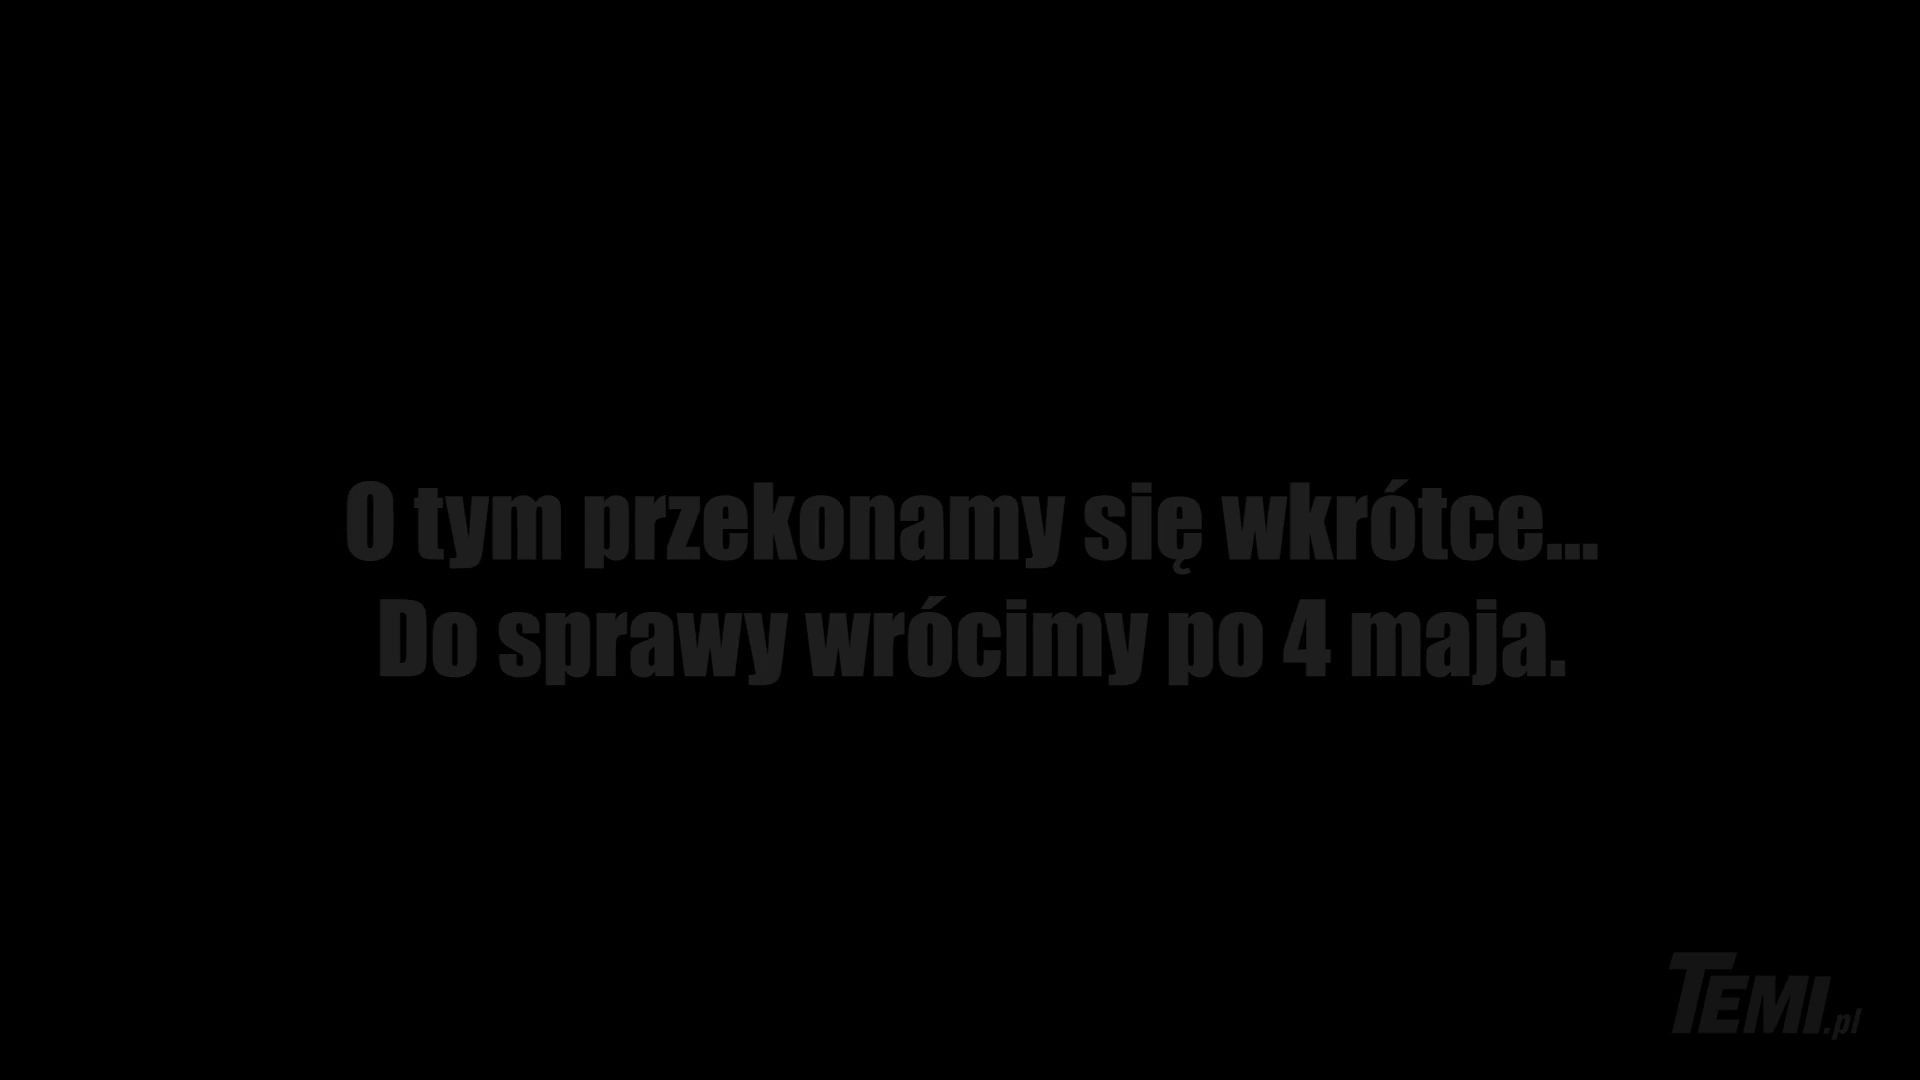 O tym przekonamy się wkrótce...
Do sprawy wrócimy po 4 maja.
TEMI.pl